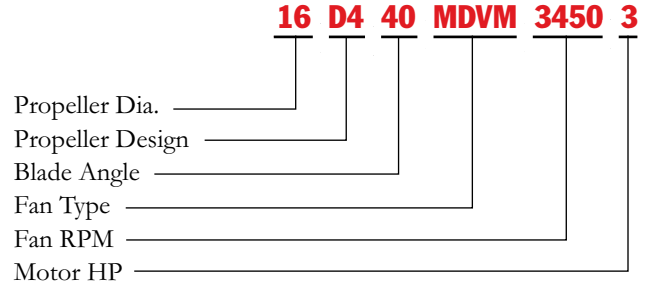 16 D4 40 MDVM 3450 3
Propeller Dia.
Propeller Design
Blade Angle
Fan Type
Fan RPM
Motor HP